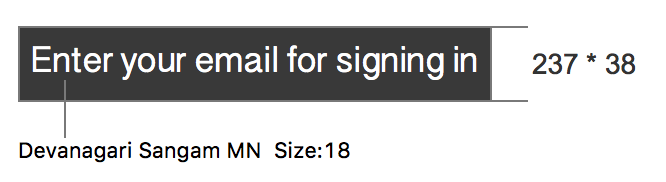 Enter your email for signing in
237 * 38
Devanagari Sangam MN  Size:18